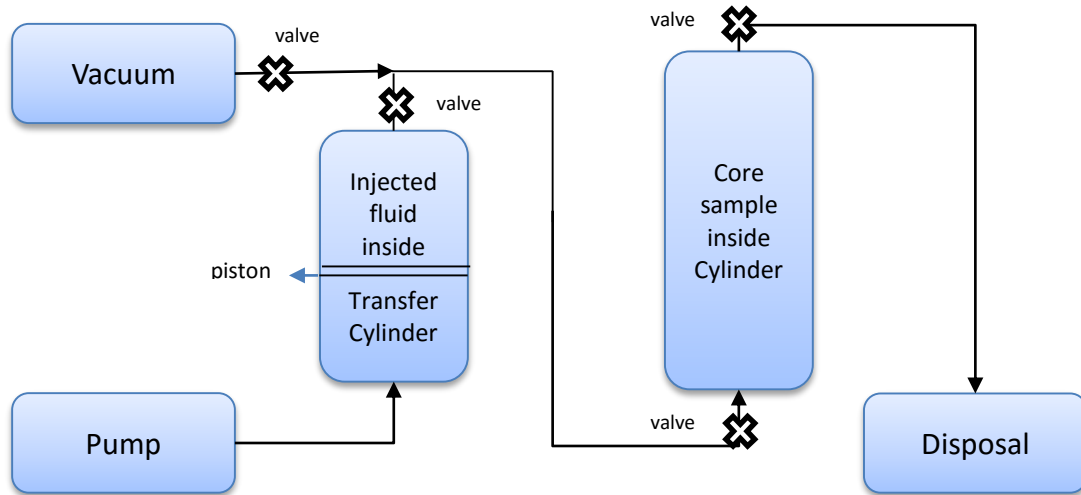 valve
Vacuum
valve
Injected
fluid
inside
piston
Transfer
Cylinder
Pump
valve
Core
sample
inside
Cylinder
valve
Disposal